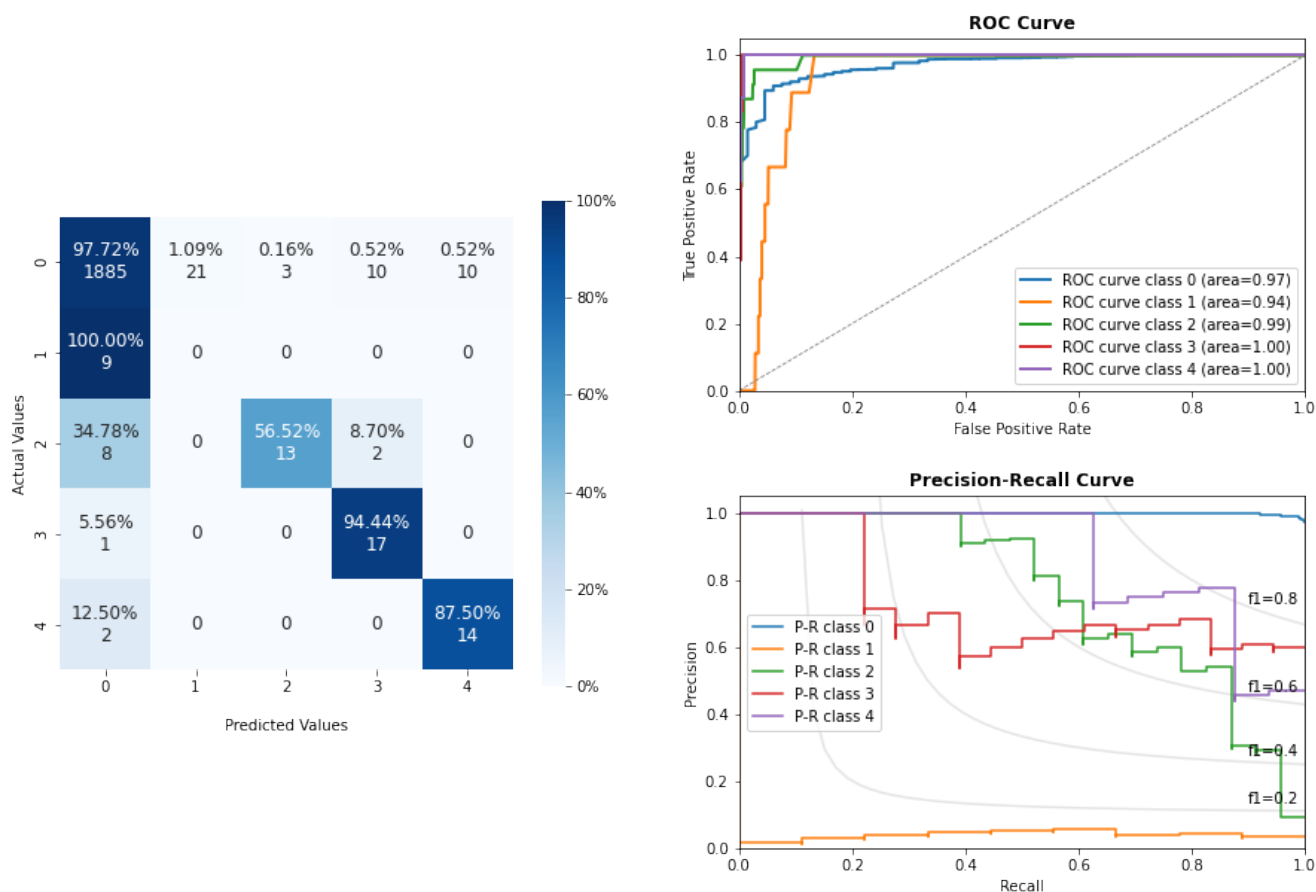 97.72% 1.09% 0.16% 0.52% 0.52%
1885 21 3 10 10
100.00%
9 0 0 0 0
34.78% 56.52% 8.70%
8 0 13 2 0
5.56% 94.44%
1 0 0 17 0
12.50% 87.50%
2 0 0 0 14
0
1
2
3
4
Actual Values
0 1 2 3 4
Predicted Values
100%
80%
60%
40%
20%
0%
ROC Curve
1.0
0.8
0.6
0.4
0.2
0.0
True Positive Rate
ROC curve class 0 (area=0.97)
ROC curve class 1 (area=0.94)
ROC curve class 2 (area=0.99)
ROC curve class 3 (area=1.00)
ROC curve class 4 (area=1.00)
0.0 0.2 0.4 0.6 0.8 1.0
False Positive Rate
Precision-Recall Curve
1.0
0.8
0.6
0.4
0.2
0.0
Precision
P-R class 0
P-R class 1
P-R class 2
P-R class 3
P-R class 4
f1=0.8
f1=0.6
f1=0.4
f1=0.2
0.0 0.2 0.4 0.6 0.8 1.0
Recall